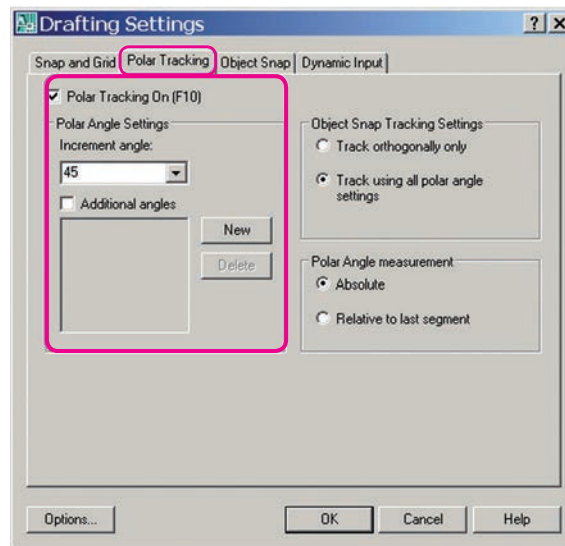 Drafting Settings
Snap and Grid
Polar Tracking
Object Snap
Dynamic Input
Polar Tracking On (F10)
Polar Angle Settings
Increment angle:
45
Additional angles
New
Delete
Object Snap Tracking Settings
Track orthogonally only
Track using all polar angle
settings
Polar Angle measurement
Absolute
Relative to last segment
Options...
OK
Cancel
Help